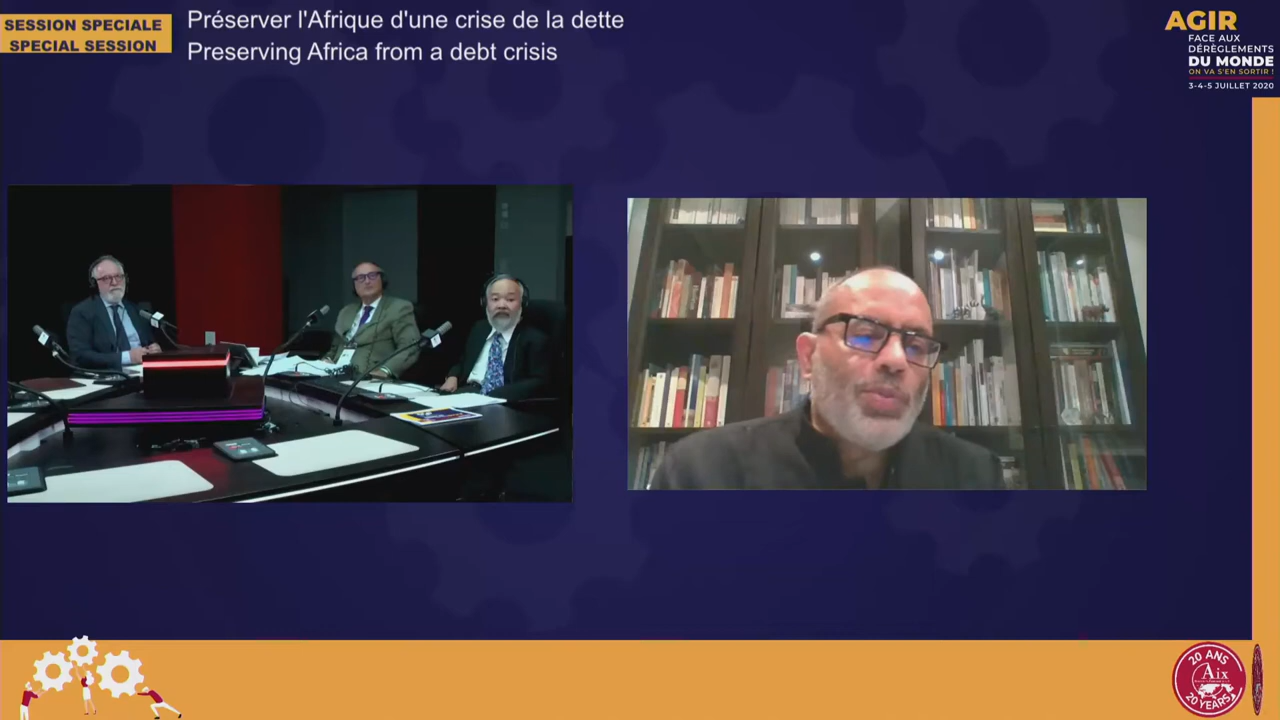 SESSION SPECIALE
SPECIAL SESSION
Préserver l'Afrique d'une crise de la dette
Preserving Africa from a debt crisis
AGIR
FACE AUX
DÉRÈGLEMENTS
DU MONDE
ON VA S'EN SORTIR !
3-4-5 JUILLET 2020
20 ANS
Aix
20 YEARS